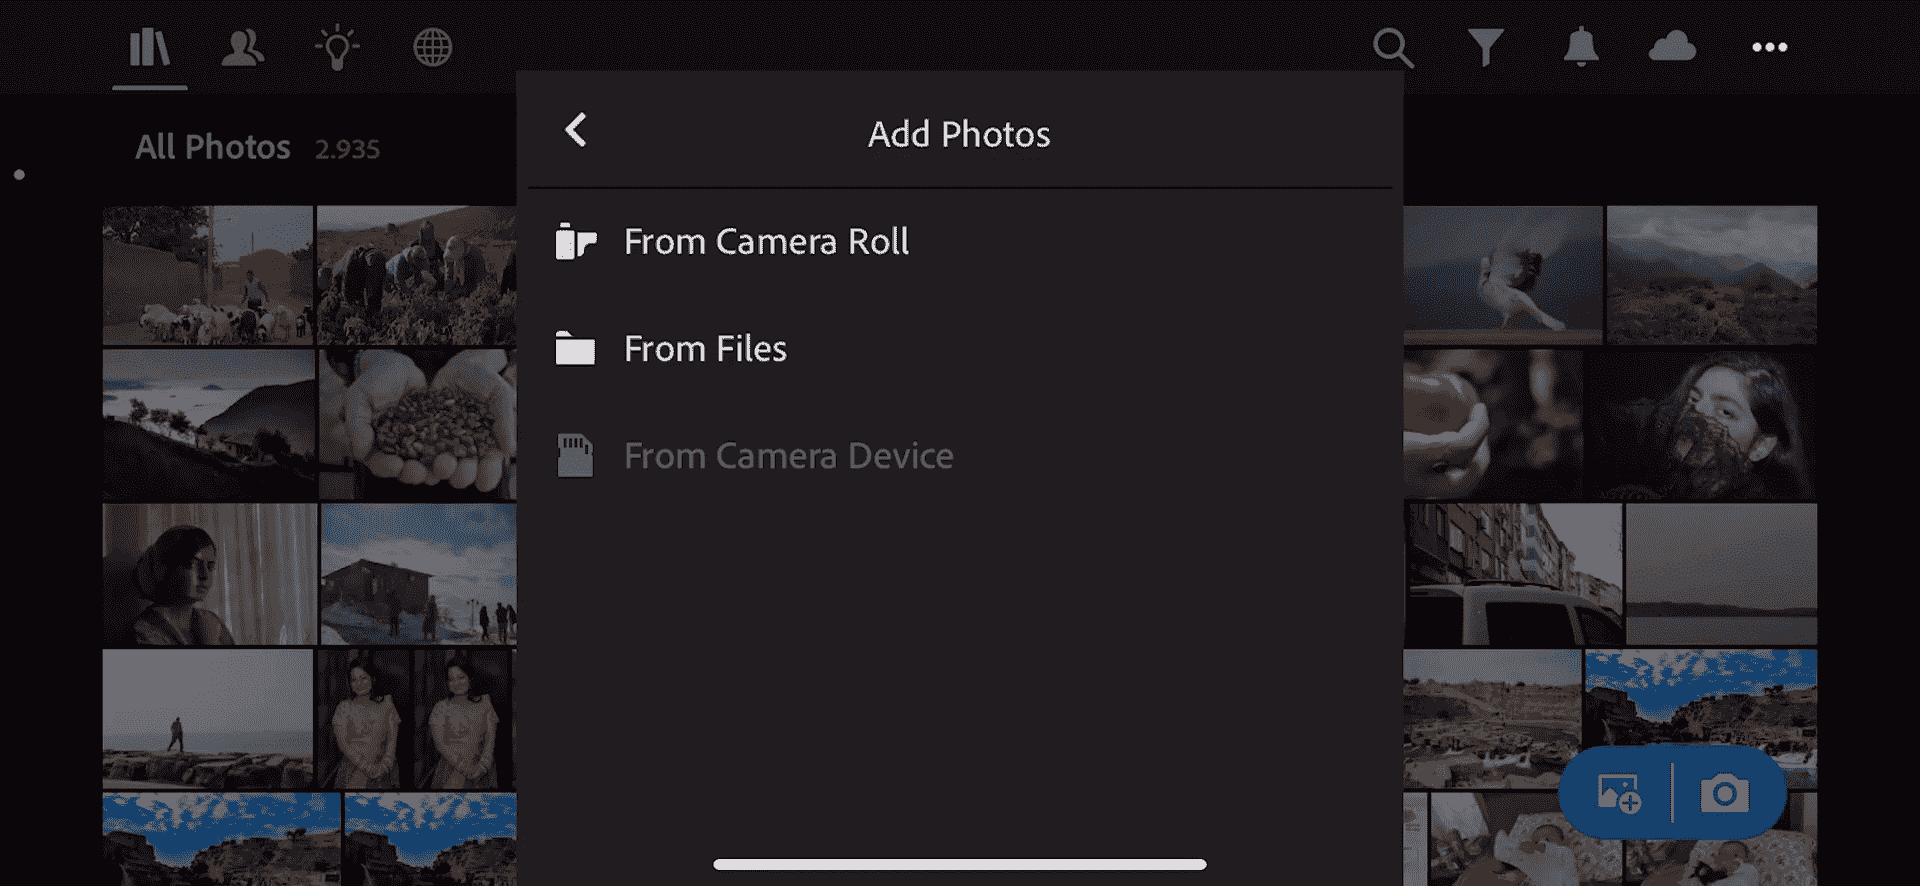 Add Photos
All Photos 2.935
From Camera Roll
From Files
From Camera Device